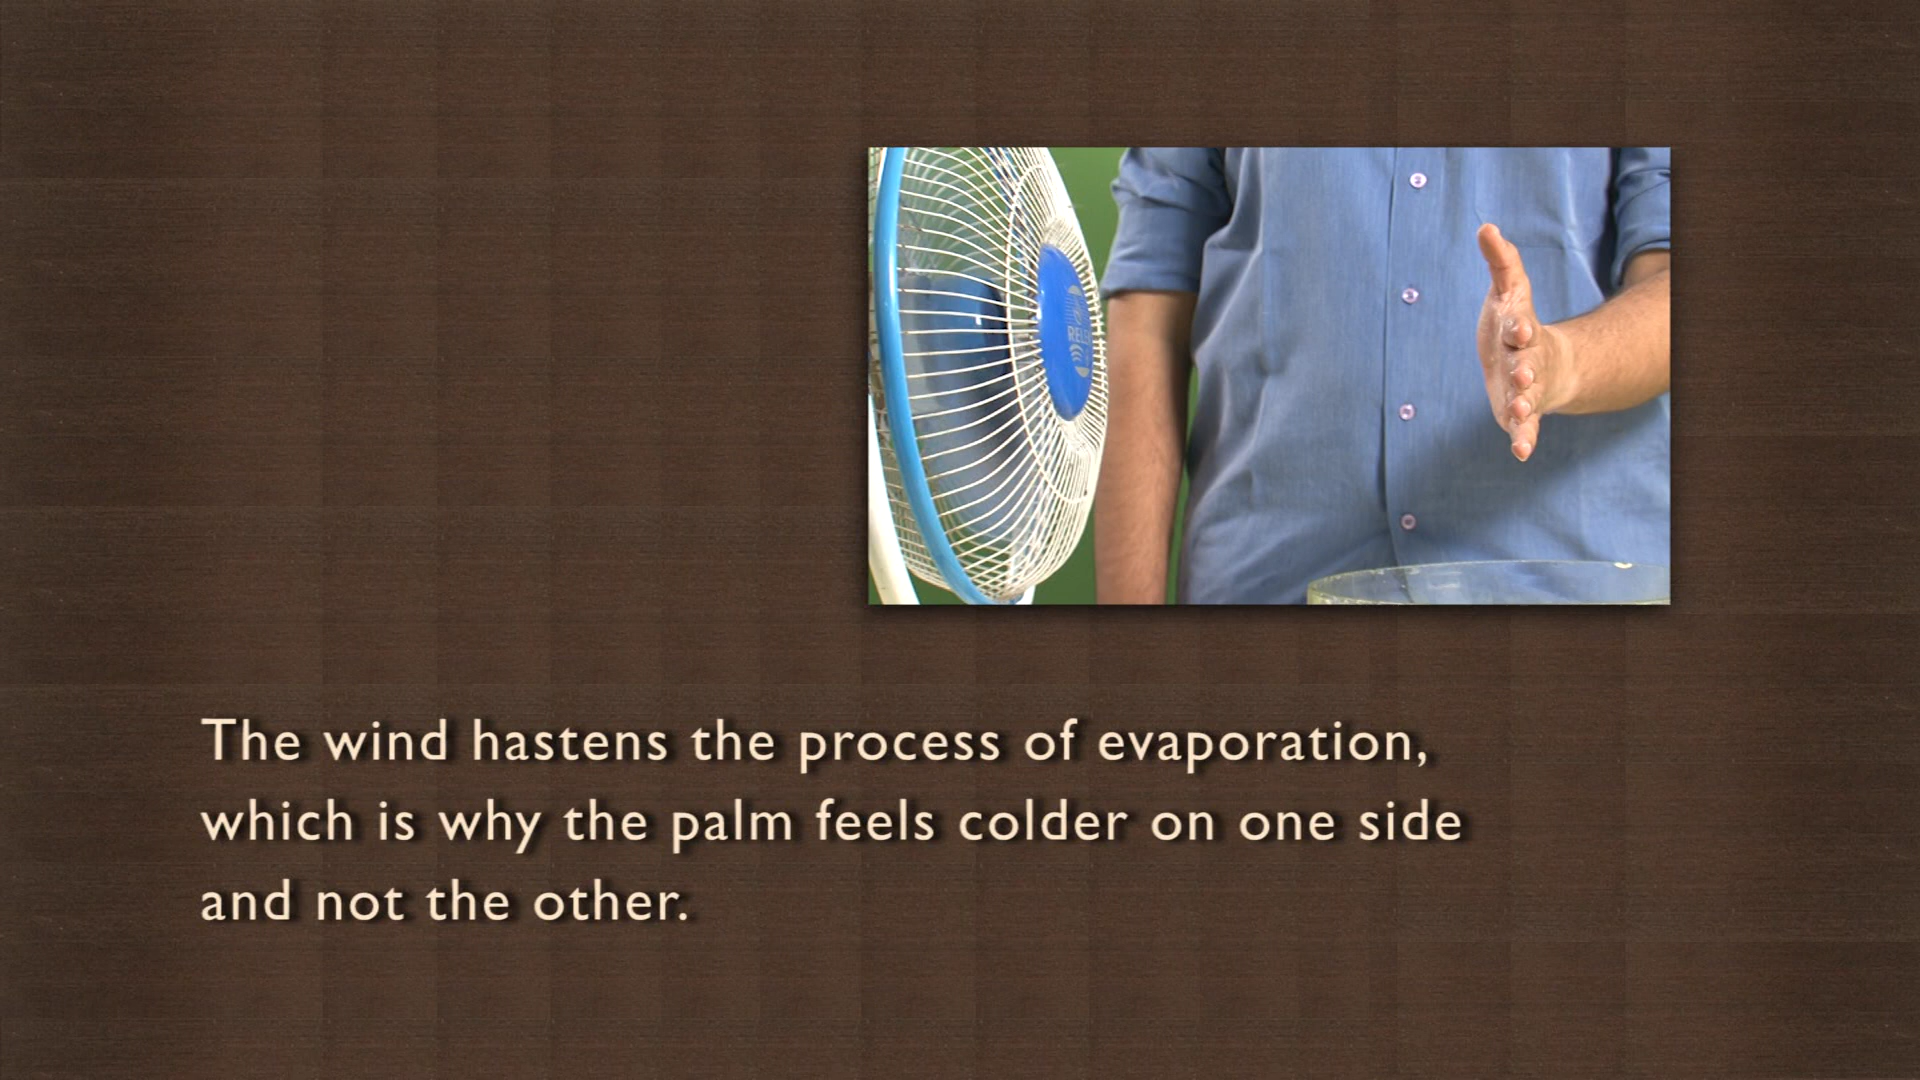 The wind hastens the process of evaporation,
which is why the palm feels colder on one side
and not the other.